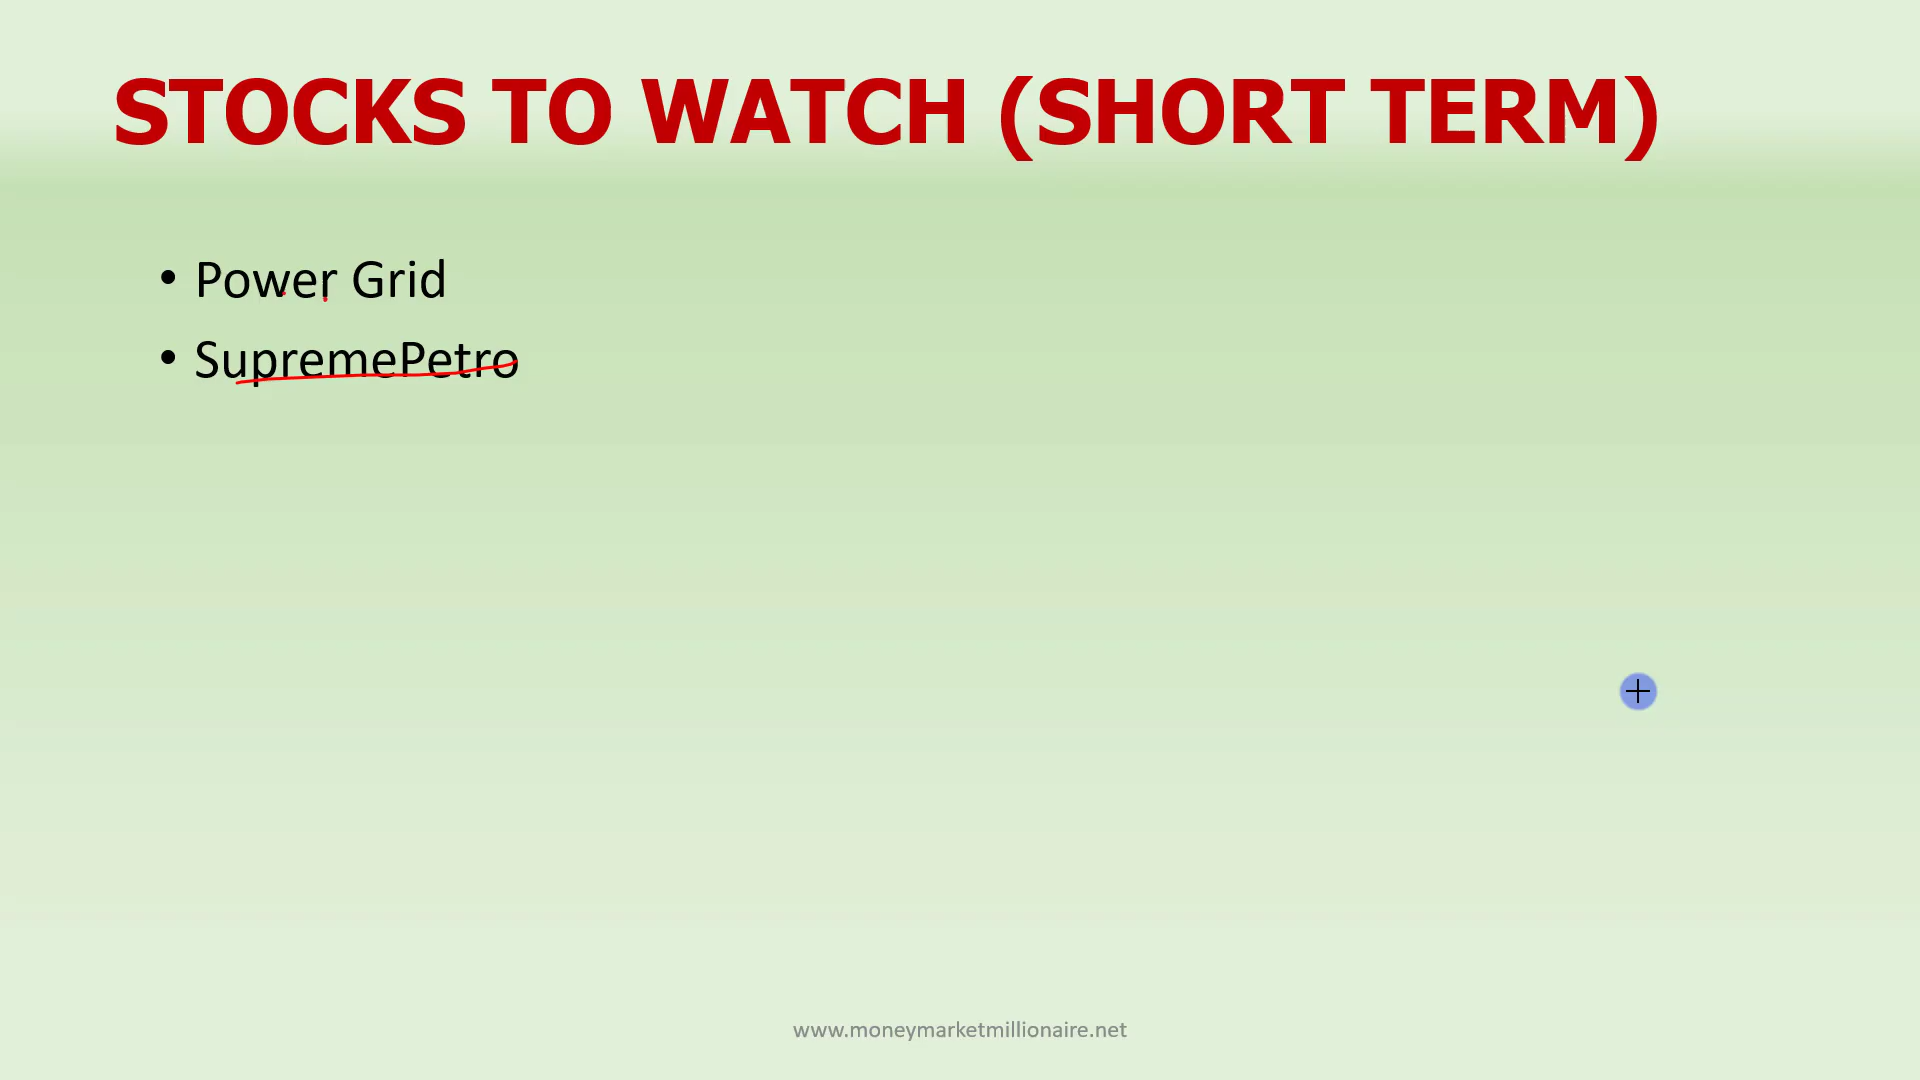 STOCKS TO WATCH (SHORT TERM)
• Power Grid
• SupremePetro
www.moneymarketmillionaire.net